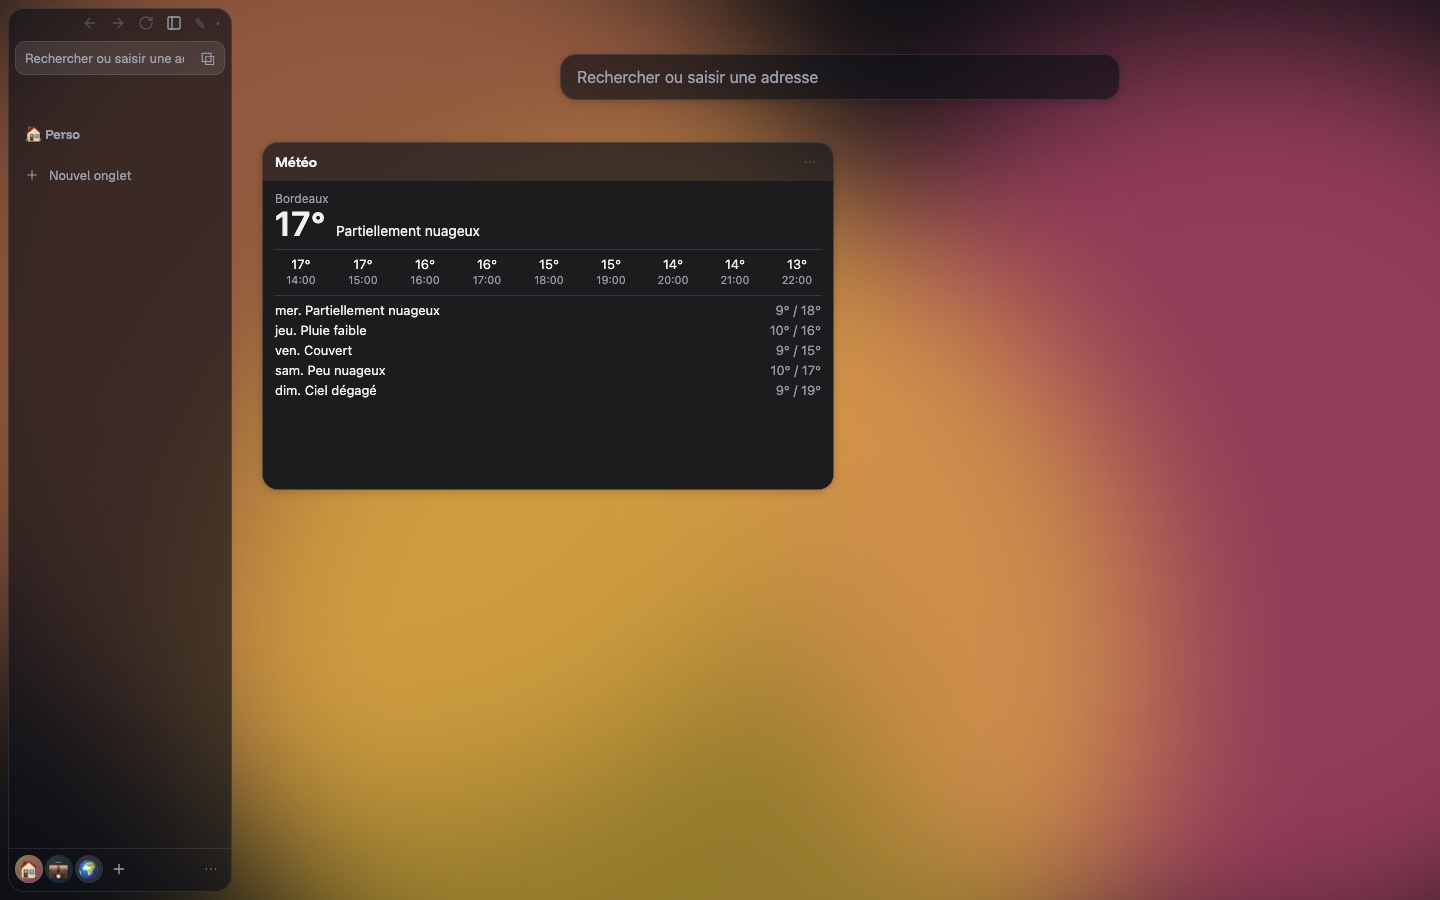 Rechercher ou saisir une a
Perso
Nouvel onglet
Rechercher ou saisir une adresse
Météo
Bordeaux
17° Partiellement nuageux
17° 17° 16° 16° 15° 15° 14° 14° 13°
14:00 15:00 16:00 17:00 18:00 19:00 20:00 21:00 22:00
mer. Partiellement nuageux 9° / 18°
jeu. Pluie faible 10° / 16°
ven. Couvert 9° / 15°
sam. Peu nuageux 10° / 17°
dim. Ciel dégagé 9° / 19°